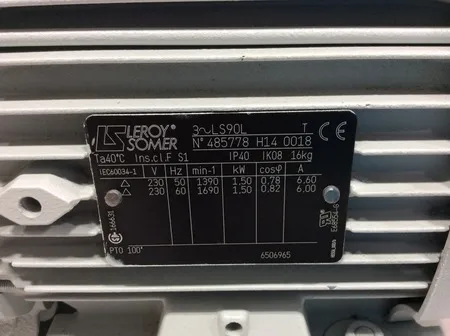 LEROY® SOMER 3~LS90L T
N° 485778 H14 0018
Ta40°C Ins.cl.F S1 IP40 IK08 16kg
IEC60034-1 V Hz min-1 kW cosφ A
△ 230 50 1390 1.50 0.78 6.60
△ 230 60 1690 1.50 0.82 6.00
CE
166631
PTO 100°
6506965